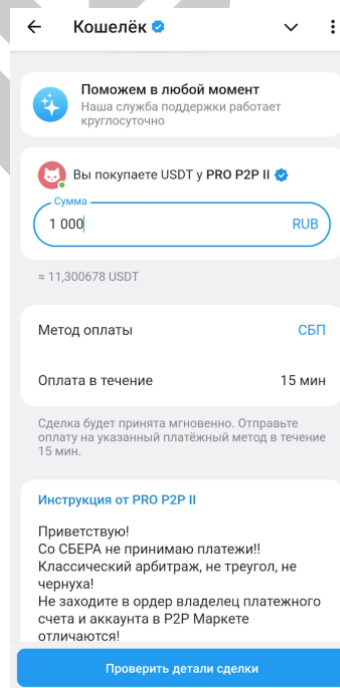 Кошелёк
Поможем в любой момент
Наша служба поддержки работает
круглосуточно
Вы покупаете USDT у PRO P2P II
Сумма
1 000 RUB
≈ 11,300678 USDT
Метод оплаты СБП
Оплата в течение 15 мин
Сделка будет принята мгновенно. Отправьте
оплату на указанный платёжный метод в течение
15 мин.
Инструкция от PRO P2P II
Приветствую!
Со СБЕРА не принимаю платежи!!
Классический арбитраж, не треугол, не
чернуха!
Не заходите в ордер владелец платежного
счета и аккаунта в P2P Маркете
отличаются!
Проверить детали сделки